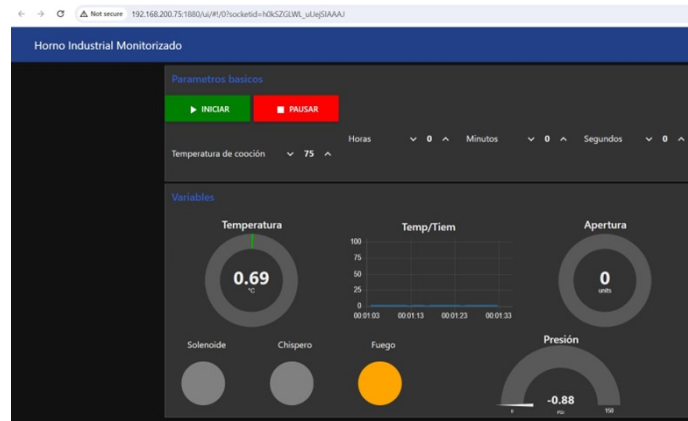 Not secure 192.168.200.75:1880/ui/#!/0?socketid=h0kSZGLWL_uUejSIAAAJ
Horno Industrial Monitorizado
Parametros basicos
INICIAR PAUSAR
Horas 0 Minutos 0 Segundos 0
Temperatura de cocción 75
Variables
Temperatura Temp/Tiem Apertura
100
75
50
25
0
00:01:03 00:01:13 00:01:23 00:01:33
0.69
°C
0
units
Solenoide Chispero Fuego Presión
-0.88
0 PSI 150